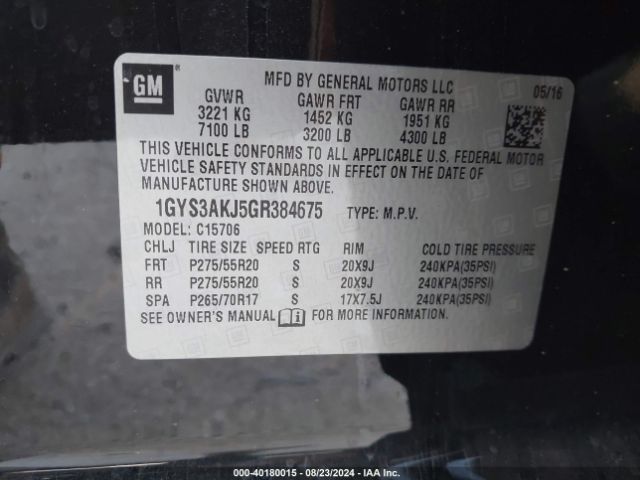 GM ®
MFD BY GENERAL MOTORS LLC
05/16
GVWR GAWR FRT GAWR RR
3221 KG 1452 KG 1951 KG
7100 LB 3200 LB 4300 LB
THIS VEHICLE CONFORMS TO ALL APPLICABLE U.S. FEDERAL MOTOR
VEHICLE SAFETY STANDARDS IN EFFECT ON THE DATE OF
MANUFACTURE SHOWN ABOVE.
1GYS3AKJ5GR384675 TYPE: M.P.V.
MODEL: C15706
CHLJ TIRE SIZE SPEED RTG RIM COLD TIRE PRESSURE
FRT P275/55R20 S 20X9J 240KPA(35PSI)
RR P275/55R20 S 20X9J 240KPA(35PSI)
SPA P265/70R17 S 17X7.5J 240KPA(35PSI)
SEE OWNER'S MANUAL FOR MORE INFORMATION.
000-40180015 - 08/23/2024 - IAA Inc.